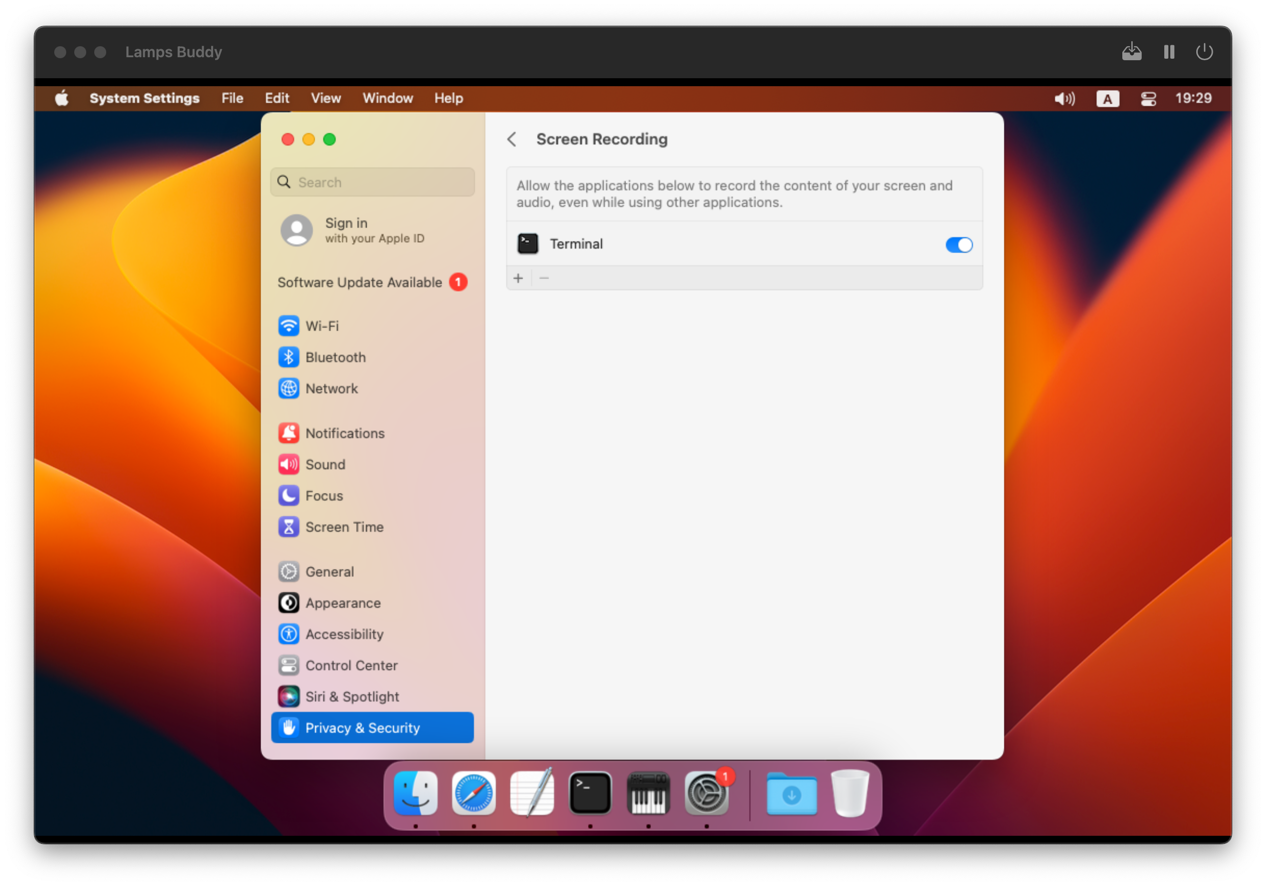 Lamps Buddy
System Settings File Edit View Window Help A 19:29
Search
Sign in
with your Apple ID
Software Update Available 1
Wi-Fi
Bluetooth
Network
Notifications
Sound
Focus
Screen Time
General
Appearance
Accessibility
Control Center
Siri & Spotlight
Privacy & Security
Screen Recording
Allow the applications below to record the content of your screen and
audio, even while using other applications.
Terminal
1